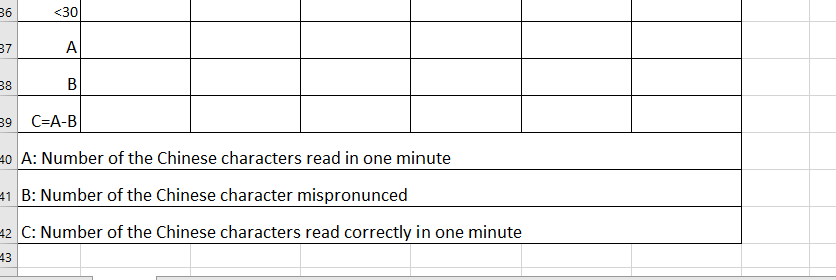 36 <30
37 A
38 B
39 C=A-B
40 A: Number of the Chinese characters read in one minute
41 B: Number of the Chinese character mispronunced
42 C: Number of the Chinese characters read correctly in one minute
43